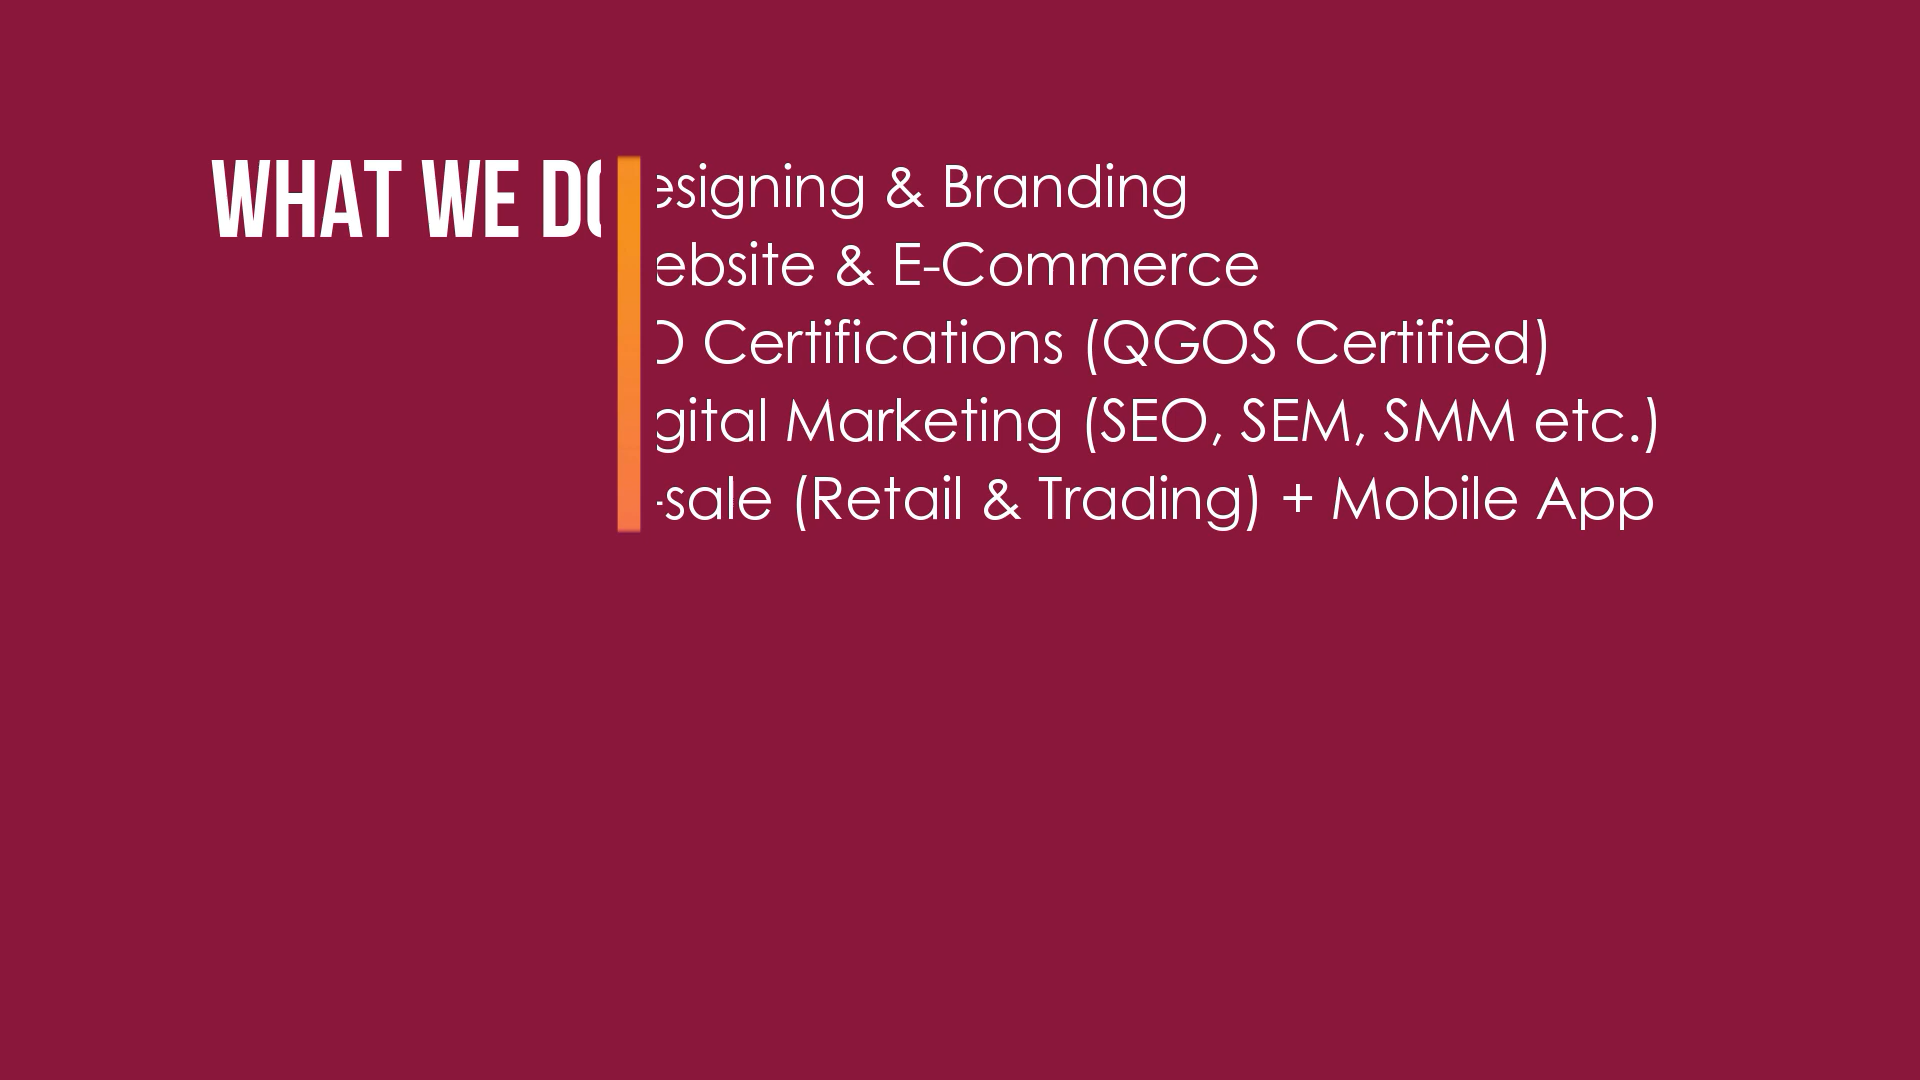 WHAT WE DO
esigning & Branding
ebsite & E-Commerce
O Certifications (QGOS Certified)
gital Marketing (SEO, SEM, SMM etc.)
-sale (Retail & Trading) + Mobile App